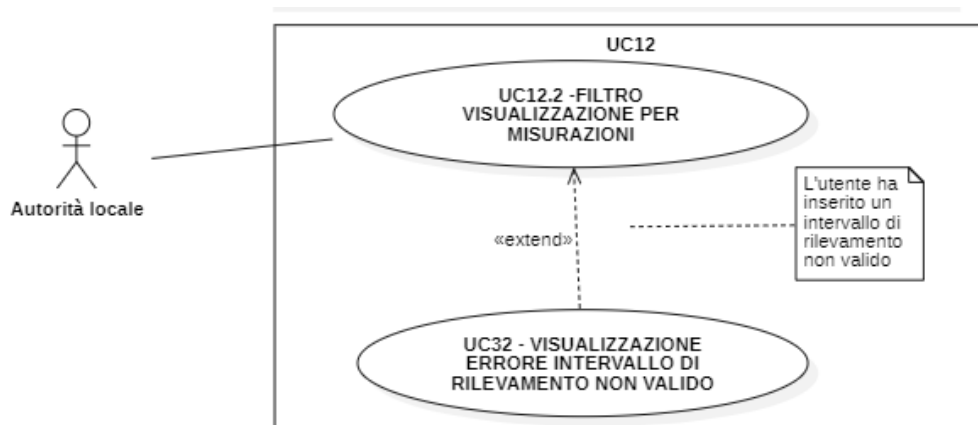 UC12
UC12.2 -FILTRO
VISUALIZZAZIONE PER
MISURAZIONI
Autorità locale
L'utente ha
inserito un
intervallo di
rilevamento
non valido
«extend»
UC32 - VISUALIZZAZIONE
ERRORE INTERVALLO DI
RILEVAMENTO NON VALIDO